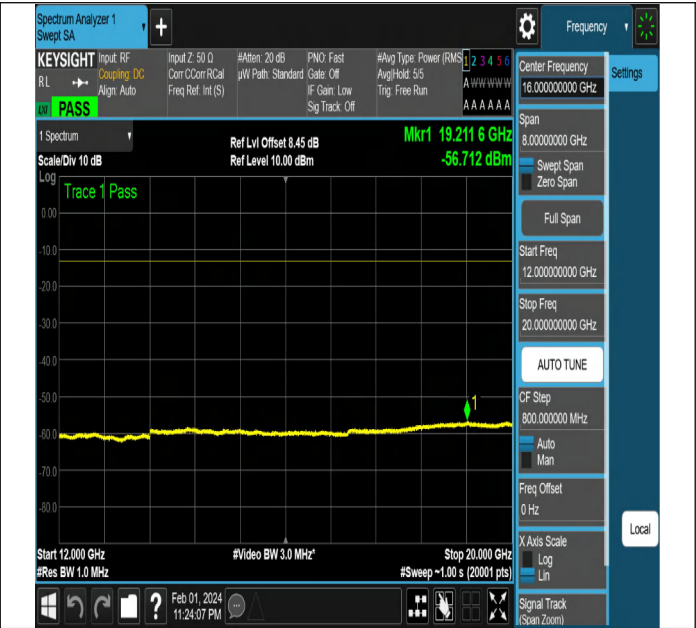 Spectrum Analyzer 1
Swept SA
+
Frequency
KEYSIGHT
Input: RF
Coupling: DC
Align: Auto
Input Z: 50 Ω
Corr CCorr RCal
Freq Ref: Int (S)
#Atten: 20 dB
µW Path: Standard
PNO: Fast
Gate: Off
IF Gain: Low
Sig Track: Off
#Avg Type: Power (RMS
Avg|Hold: 5/5
Trig: Free Run
1 2 3 4 5 6
A W W W W W
A A A A A A
R L
LXI
PASS
1 Spectrum
Scale/Div 10 dB
Ref Lvl Offset 8.45 dB
Ref Level 10.00 dBm
Mkr1 19.211 6 GHz
-56.712 dBm
Log
Trace 1 Pass
0.00
-10.0
-20.0
-30.0
-40.0
-50.0
-60.0
-70.0
-80.0
1
Start 12.000 GHz
#Res BW 1.0 MHz
#Video BW 3.0 MHz*
Stop 20.000 GHz
#Sweep ~1.00 s (20001 pts)
Settings
Center Frequency
16.000000000 GHz
Span
8.00000000 GHz
Swept Span
Zero Span
Full Span
Start Freq
12.000000000 GHz
Stop Freq
20.000000000 GHz
AUTO TUNE
CF Step
800.000000 MHz
Auto
Man
Freq Offset
0 Hz
X Axis Scale
Log
Lin
Signal Track
(Span Zoom)
Local
?
Feb 01, 2024
11:24:07 PM